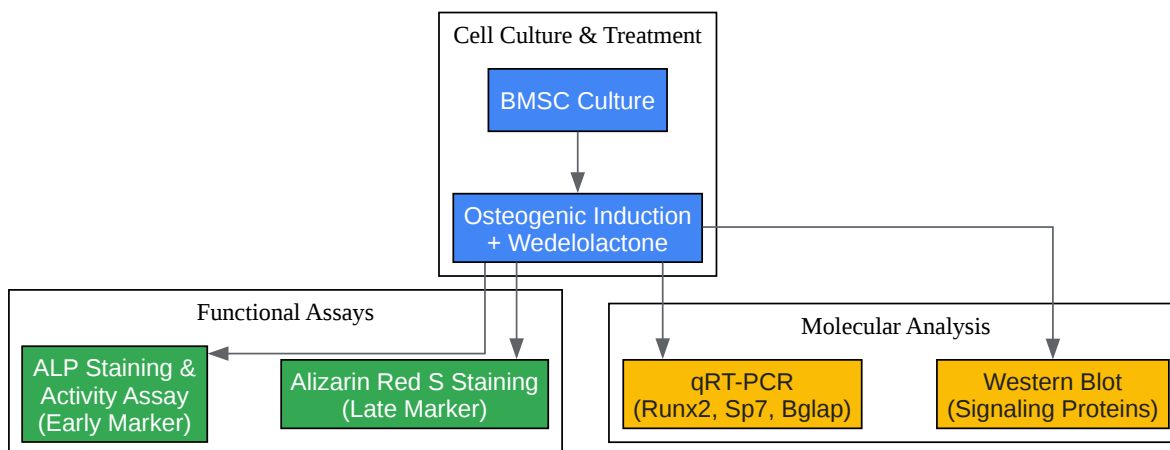 Cell Culture & Treatment
BMSC Culture
Osteogenic Induction
+ Wedelolactone
Functional Assays
ALP Staining &
Activity Assay
(Early Marker)
Alizarin Red S Staining
(Late Marker)
Molecular Analysis
qRT-PCR
(Runx2, Sp7, Bglap)
Western Blot
(Signaling Proteins)